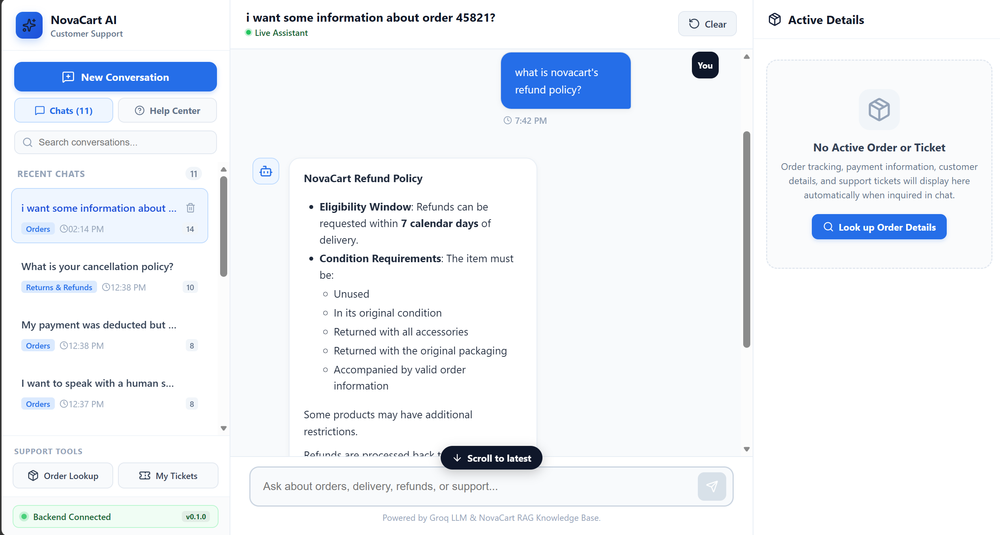 NovaCart AI
Customer Support
New Conversation
Chats (11)
Help Center
Search conversations...
RECENT CHATS
11
i want some information about ...
Orders
02:14 PM
14
What is your cancellation policy?
Returns & Refunds
12:38 PM
10
My payment was deducted but ...
Orders
12:38 PM
8
I want to speak with a human s...
Orders
12:37 PM
8
SUPPORT TOOLS
Order Lookup
My Tickets
Backend Connected
v0.1.0
i want some information about order 45821?
Live Assistant
Clear
what is novacart's
refund policy?
You
7:42 PM
NovaCart Refund Policy
• Eligibility Window: Refunds can be
requested within 7 calendar days of
delivery.
• Condition Requirements: The item must
be:
○ Unused
○ In its original condition
○ Returned with all accessories
○ Returned with the original packaging
○ Accompanied by valid order
information
Some products may have additional
restrictions.
Refunds are processed back
Scroll to latest
Ask about orders, delivery, refunds, or support...
Powered by Groq LLM & NovaCart RAG Knowledge Base.
Active Details
No Active Order or Ticket
Order tracking, payment information, customer
details, and support tickets will display here
automatically when inquired in chat.
Look up Order Details